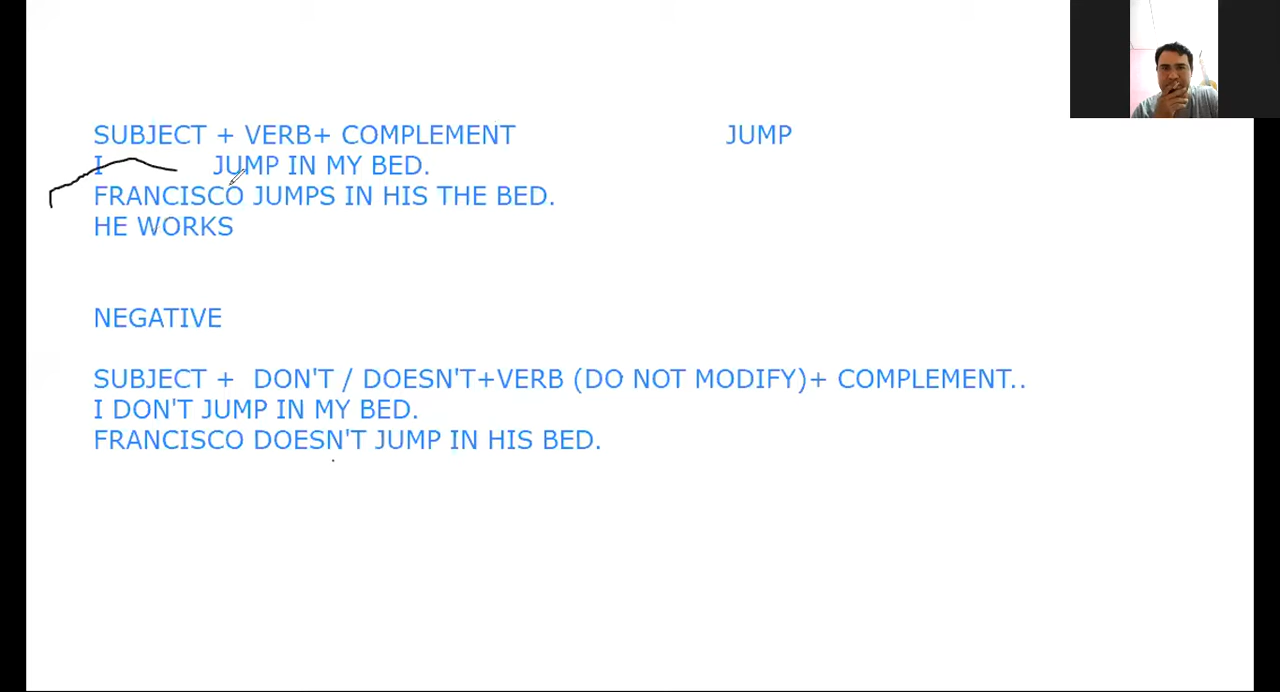 SUBJECT + VERB+ COMPLEMENT JUMP
I JUMP IN MY BED.
FRANCISCO JUMPS IN HIS THE BED.
HE WORKS
NEGATIVE
SUBJECT + DON'T / DOESN'T+VERB (DO NOT MODIFY)+ COMPLEMENT..
I DON'T JUMP IN MY BED.
FRANCISCO DOESN'T JUMP IN HIS BED.